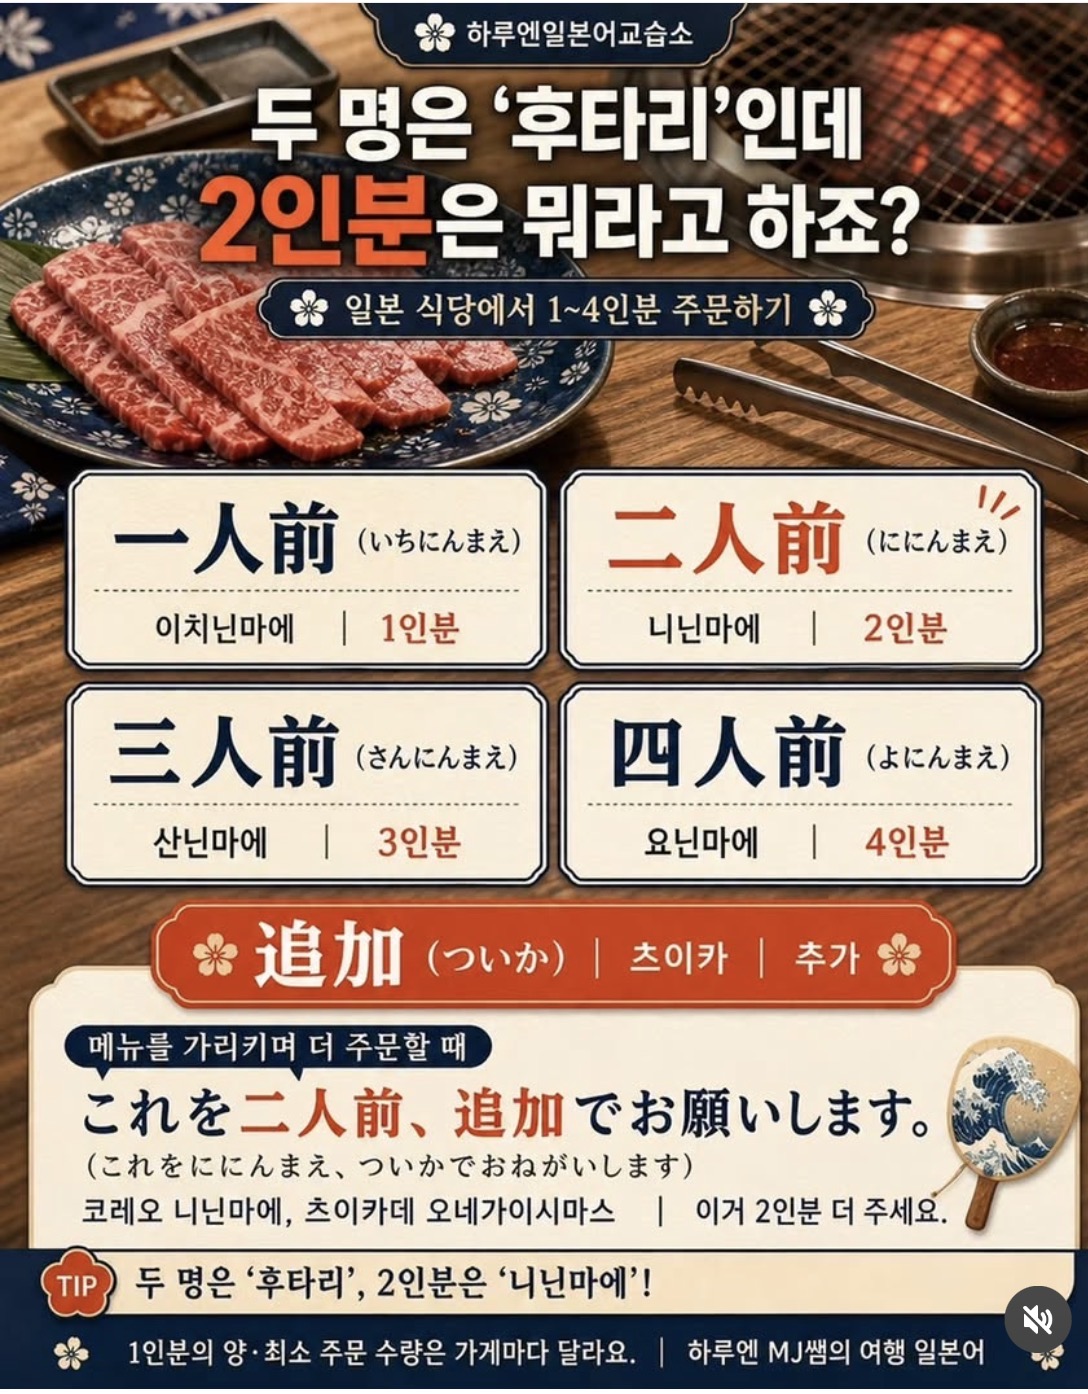 하루엔일본어교습소
두 명은 ‘후타리’인데
2인분은 뭐라고 하죠?
일본 식당에서 1~4인분 주문하기
一人前 (いちにんまえ)
이치닌마에 | 1인분
二人前 (ににんまえ)
니닌마에 | 2인분
三人前 (さんにんまえ)
산닌마에 | 3인분
四人前 (よにんまえ)
요닌마에 | 4인분
追加 (ついか) | 츠이카 | 추가
메뉴를 가리키며 더 주문할 때
これを二人前、追加でお願いします。
(これをににんまえ、ついかでおねがいします)
코레오 니닌마에, 츠이카데 오네가이시마스 | 이거 2인분 더 주세요.
TIP 두 명은 ‘후타리’, 2인분은 ‘니닌마에’!
1인분의 양·최소 주문 수량은 가게마다 달라요. | 하루엔 MJ쌤의 여행 일본어